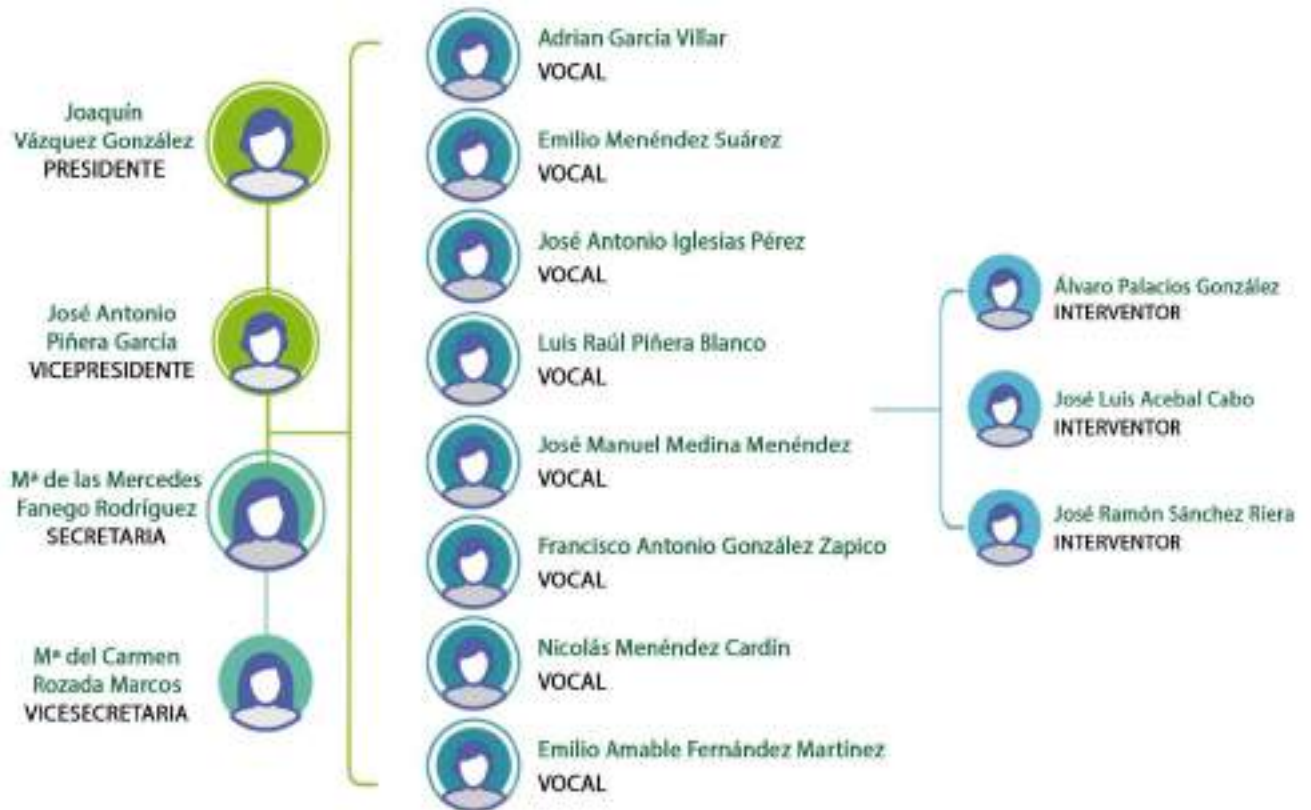 Joaquín
Vázquez González
PRESIDENTE
José Antonio
Piñera García
VICEPRESIDENTE
Mª de las Mercedes
Fanego Rodríguez
SECRETARIA
Mª del Carmen
Rozada Marcos
VICESECRETARIA
Adrian García Villar
VOCAL
Emilio Menéndez Suárez
VOCAL
José Antonio Iglesias Pérez
VOCAL
Luis Raúl Piñera Blanco
VOCAL
José Manuel Medina Menéndez
VOCAL
Francisco Antonio González Zapico
VOCAL
Nicolás Menéndez Cardín
VOCAL
Emilio Amable Fernández Martínez
VOCAL
Álvaro Palacios González
INTERVENTOR
José Luis Acebal Cabo
INTERVENTOR
José Ramón Sánchez Riera
INTERVENTOR